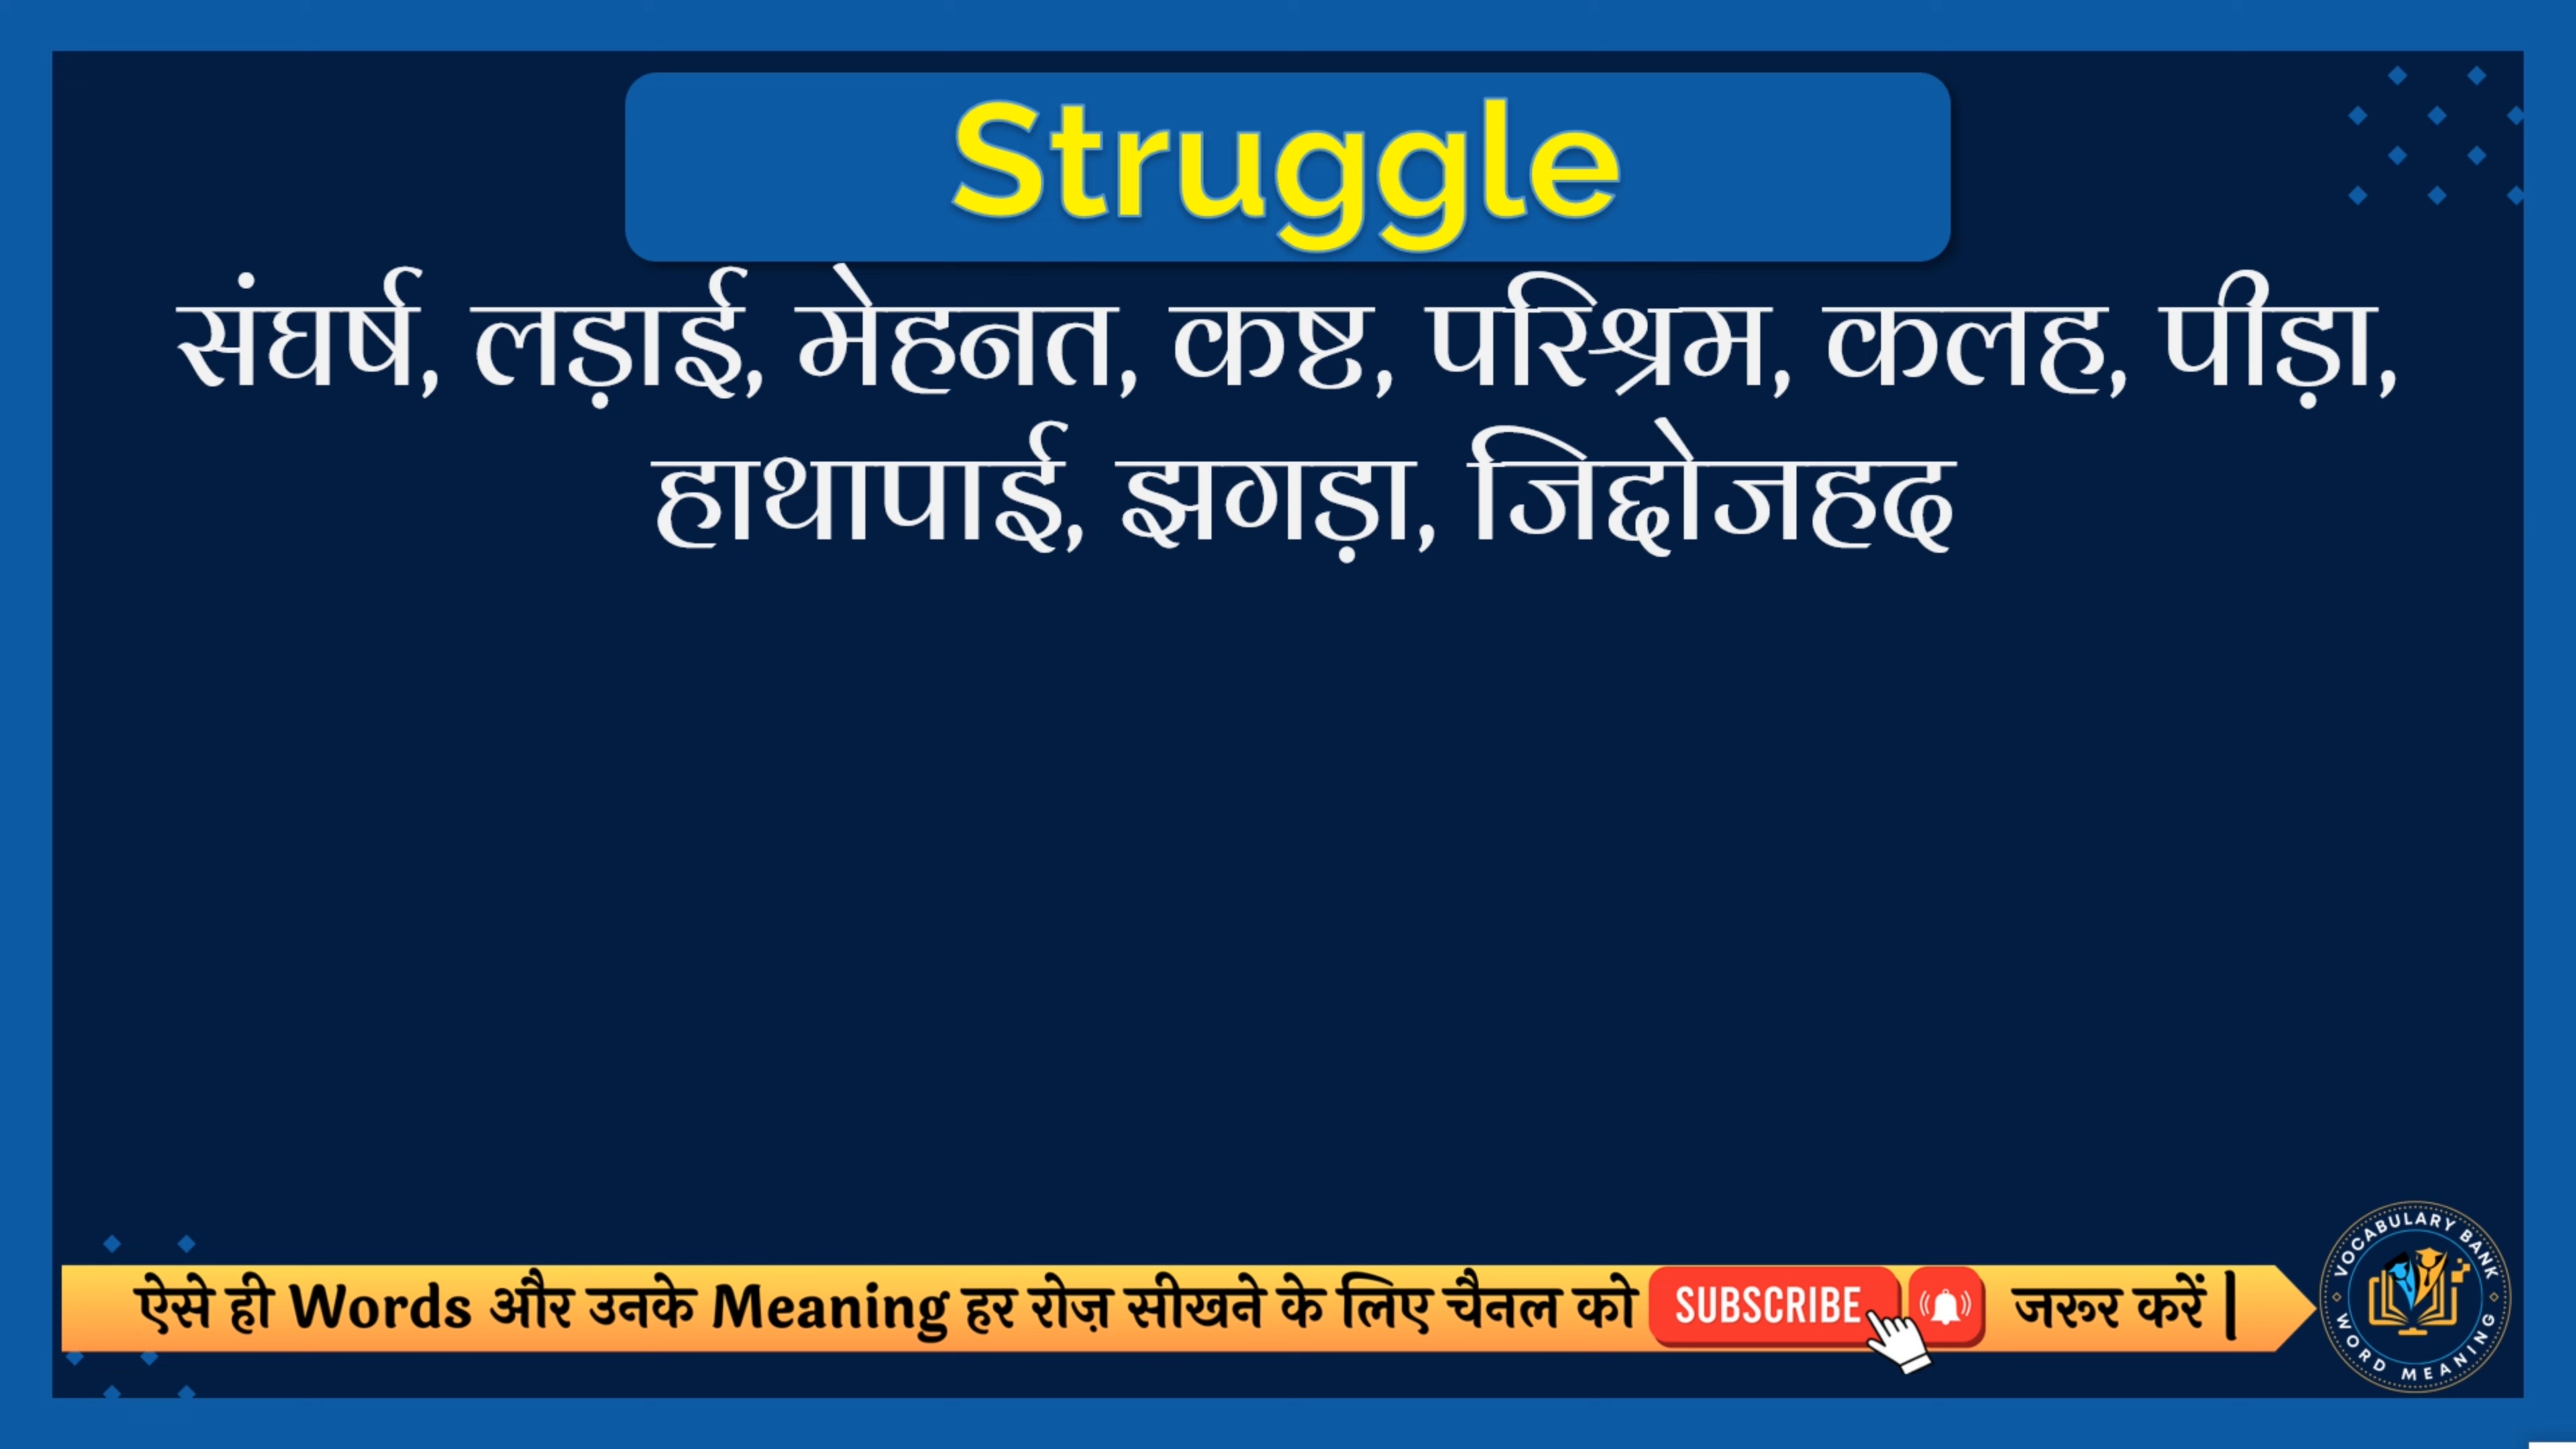 Struggle
संघर्ष, लड़ाई, मेहनत, कष्ट, परिश्रम, कलह, पीड़ा,
हाथापाई, झगड़ा, जिद्दोजहद
ऐसे ही Words और उनके Meaning हर रोज़ सीखने के लिए चैनल को SUBSCRIBE जरूर करें |
VOCABULARY BANK
WORD MEANING